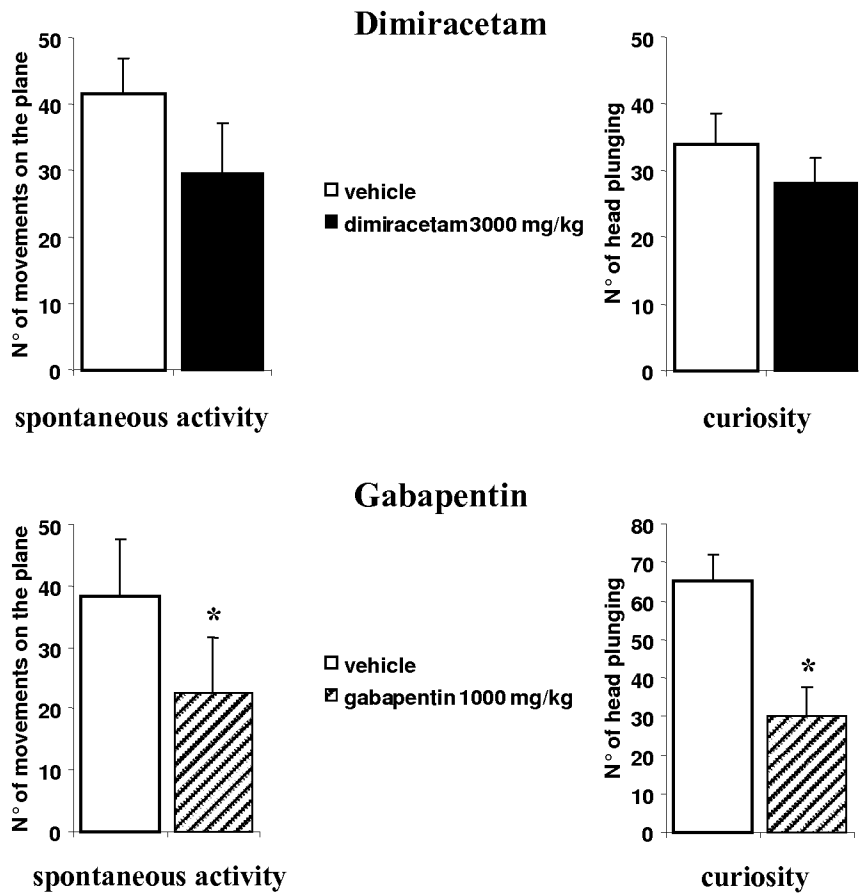 Dimiracetam
N° of movements on the plane
50
40
30
20
10
0
spontaneous activity
vehicle
dimiracetam 3000 mg/kg
N° of head plunging
50
40
30
20
10
0
curiosity
Gabapentin
N° of movements on the plane
50
40
30
20
10
0
*
spontaneous activity
vehicle
gabapentin 1000 mg/kg
N° of head plunging
80
70
60
50
40
30
20
10
0
*
curiosity